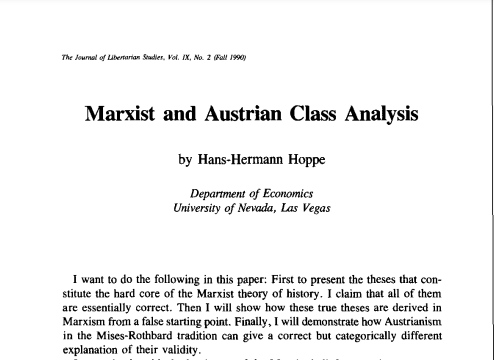 The Journal of Libertarian Studies, Vol. IX, No. 2 (Fall 1990)
Marxist and Austrian Class Analysis
by Hans-Hermann Hoppe
Department of Economics
University of Nevada, Las Vegas
I want to do the following in this paper: First to present the theses that con-
stitute the hard core of the Marxist theory of history. I claim that all of them
are essentially correct. Then I will show how these true theses are derived in
Marxism from a false starting point. Finally, I will demonstrate how Austrianism
in the Mises-Rothbard tradition can give a correct but categorically different
explanation of their validity.